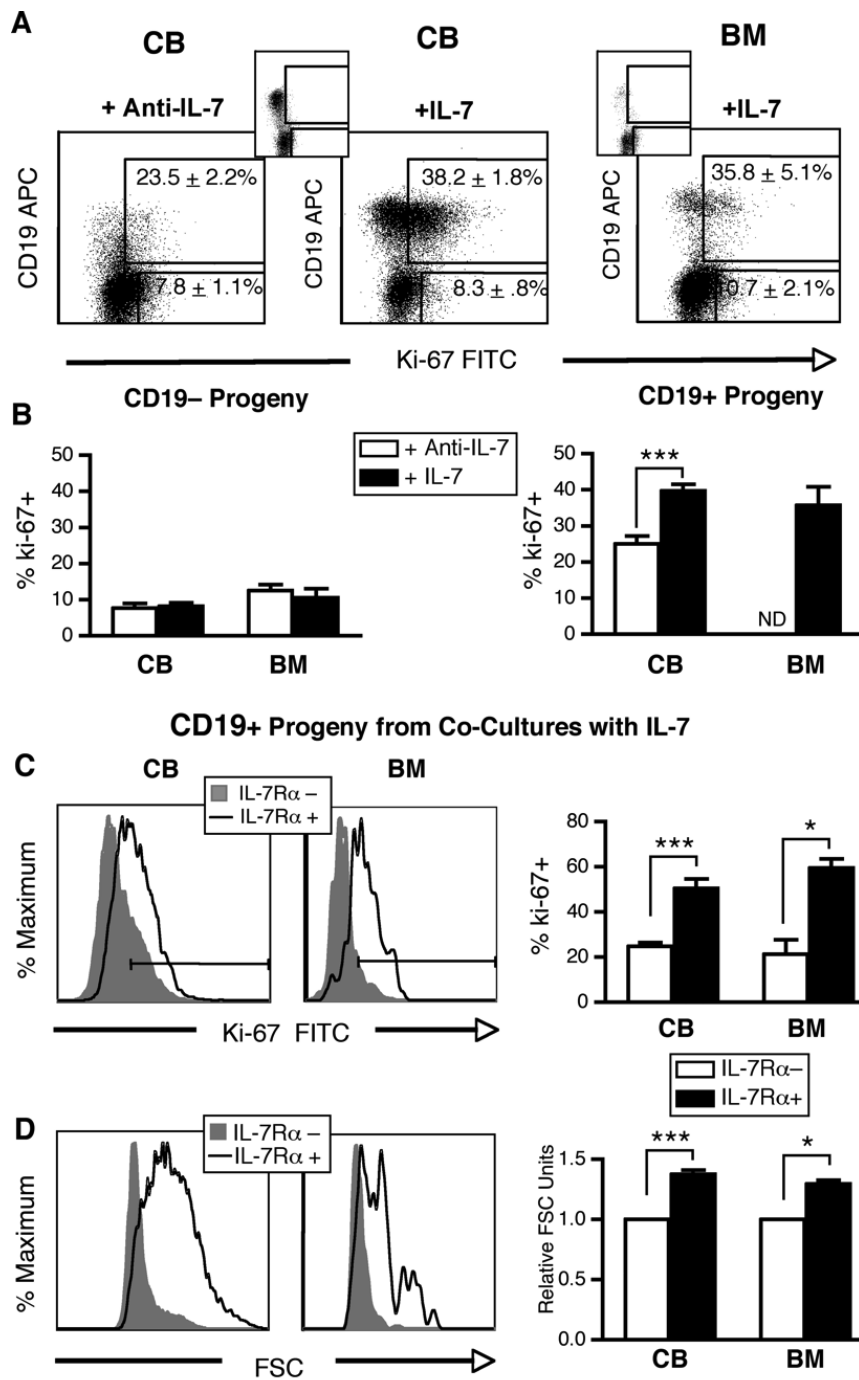 A
CB
CB
BM
+ Anti-IL-7
+IL-7
+IL-7
CD19 APC
23.5 ± 2.2%
7.8 ± 1.1%
CD19 APC
38.2 ± 1.8%
8.3 ± .8%
CD19 APC
35.8 ± 5.1%
0.7 ± 2.1%
Ki-67 FITC
B
CD19– Progeny
CD19+ Progeny
+ Anti-IL-7
+ IL-7
% ki-67+
50
40
30
20
10
0
CB
BM
% ki-67+
50
40
30
20
10
0
***
ND
CB
BM
CD19+ Progeny from Co-Cultures with IL-7
C
CB
BM
IL-7Rα –
IL-7Rα +
% Maximum
Ki-67 FITC
% ki-67+
80
60
40
20
0
***
*
CB
BM
IL-7Rα–
IL-7Rα+
D
IL-7Rα –
IL-7Rα +
% Maximum
FSC
Relative FSC Units
1.5
1.0
0.5
0.0
***
*
CB
BM